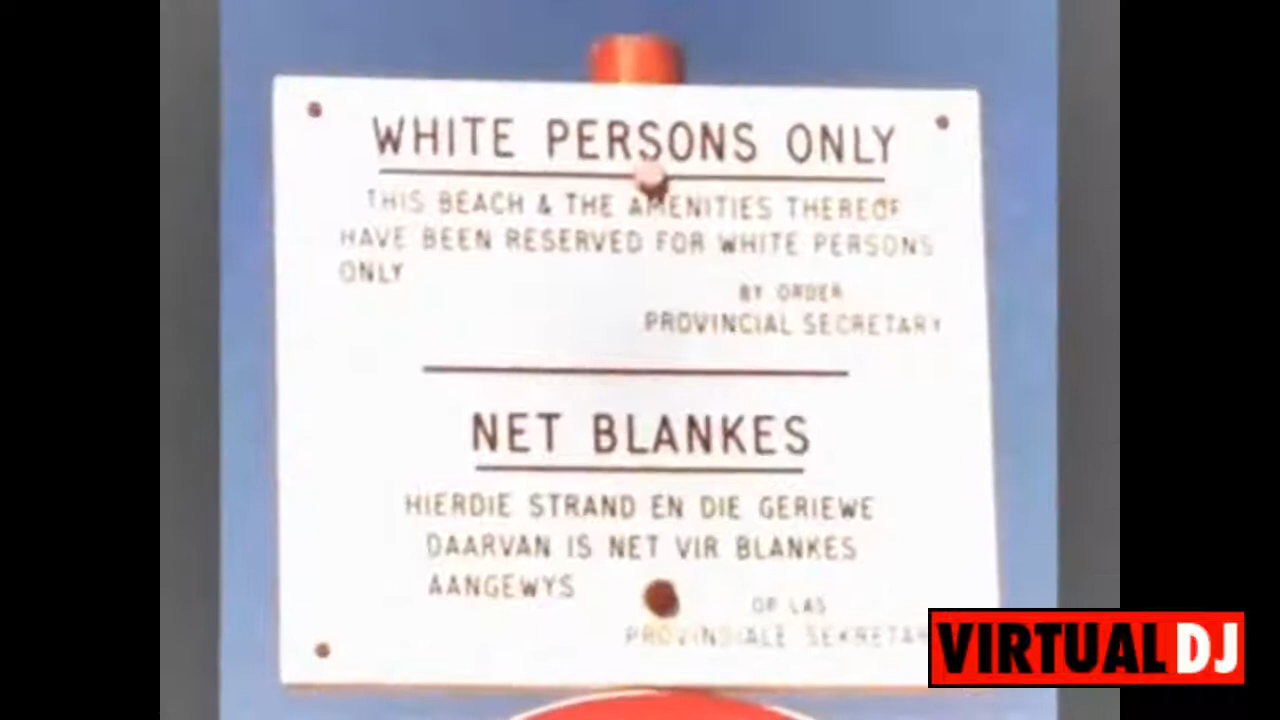 WHITE PERSONS ONLY
THIS BEACH & THE AMENITIES THEREOF
HAVE BEEN RESERVED FOR WHITE PERSONS
ONLY
BY ORDER
PROVINCIAL SECRETARY
NET BLANKES
HIERDIE STRAND EN DIE GERIEWE
DAARVAN IS NET VIR BLANKES
AANGEWYS
OP LAS
PROVINSIALE
VIRTUAL DJ